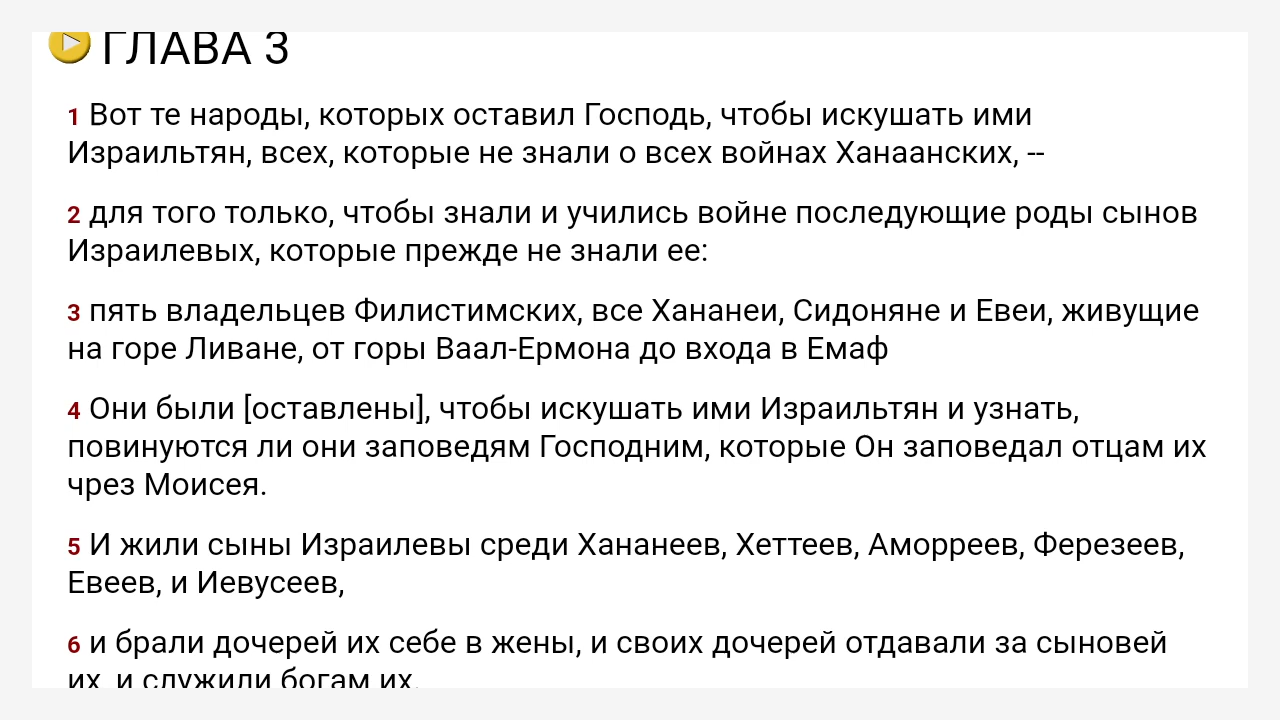 ГЛАВА 3
1 Вот те народы, которых оставил Господь, чтобы искушать ими
Израильтян, всех, которые не знали о всех войнах Ханаанских, --
2 для того только, чтобы знали и учились войне последующие роды сынов
Израилевых, которые прежде не знали ее:
3 пять владельцев Филистимских, все Хананеи, Сидоняне и Евеи, живущие
на горе Ливане, от горы Ваал-Ермона до входа в Емаф
4 Они были [оставлены], чтобы искушать ими Израильтян и узнать,
повинуются ли они заповедям Господним, которые Он заповедал отцам их
чрез Моисея.
5 И жили сыны Израилевы среди Хананеев, Хеттеев, Аморреев, Ферезеев,
Евеев, и Иевусеев,
6 и брали дочерей их себе в жены, и своих дочерей отдавали за сыновей
их, и служили богам их.